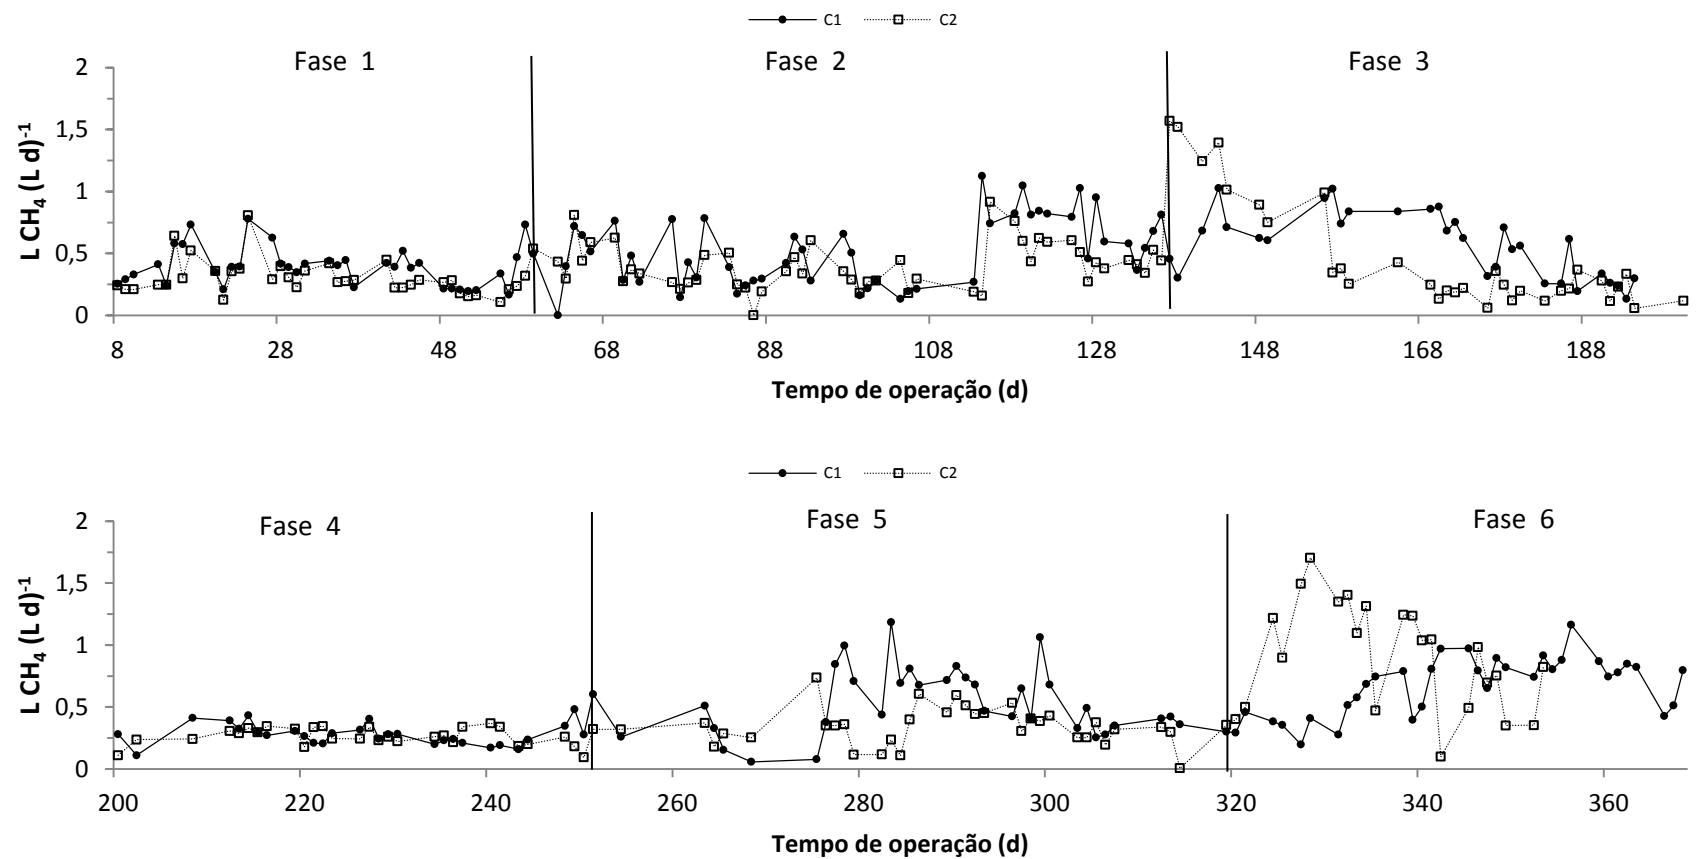 C1 C2
Fase 1 Fase 2 Fase 3
2
1,5
1
0,5
0
L CH4 (L d)-1
8 28 48 68 88 108 128 148 168 188
Tempo de operação (d)
C1 C2
Fase 4 Fase 5 Fase 6
2
1,5
1
0,5
0
L CH4 (L d)-1
200 220 240 260 280 300 320 340 360
Tempo de operação (d)